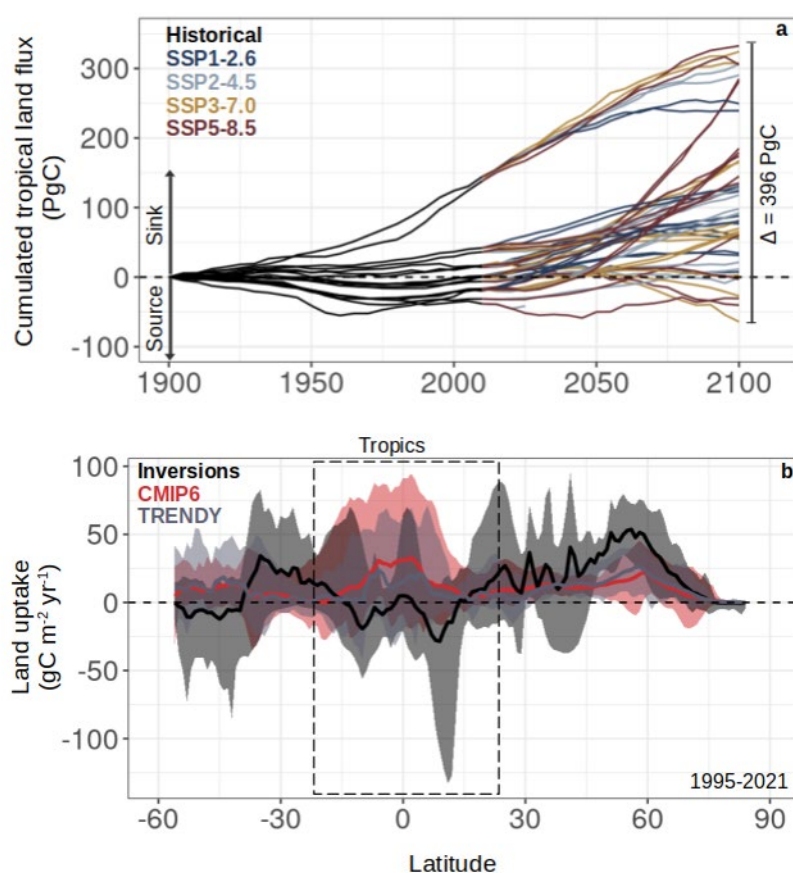 a
Historical
SSP1-2.6
SSP2-4.5
SSP3-7.0
SSP5-8.5
Cumulated tropical land flux
(PgC)
300
200
100
0
-100
Sink
Source
Δ = 396 PgC
1900
1950
2000
2050
2100
Tropics
b
Inversions
CMIP6
TRENDY
Land uptake
(gC m⁻² yr⁻¹)
100
50
0
-50
-100
1995-2021
-60
-30
0
30
60
90
Latitude